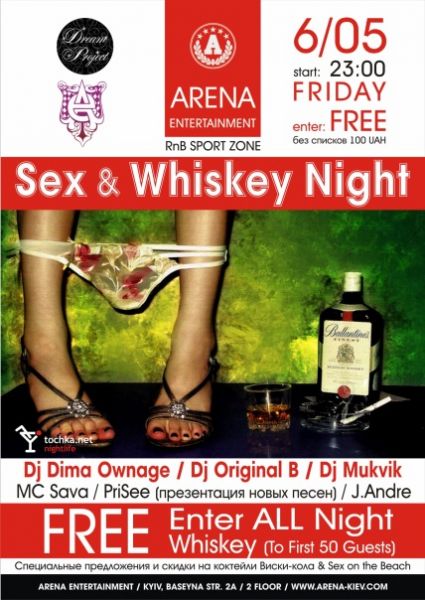 Dream
Project
A
ARENA
ENTERTAINMENT
RnB SPORT ZONE
6/05
start: 23:00
FRIDAY
enter: FREE
без списков 100 UAH
Sex & Whiskey Night
Ballantine's
FINEST
tochka.net
nightlife
Dj Dima Ownage / Dj Original B / Dj Mukvik
MC Sava / PriSee (презентация новых песен) / J.Andre
FREE Enter ALL Night
Whiskey (To First 50 Guests)
Специальные предложения и скидки на коктейли Виски-кола & Sex on the Beach
ARENA ENTERTAINMENT / KYIV, BASEYNA STR. 2A / 2 FLOOR / WWW.ARENA-KIEV.COM